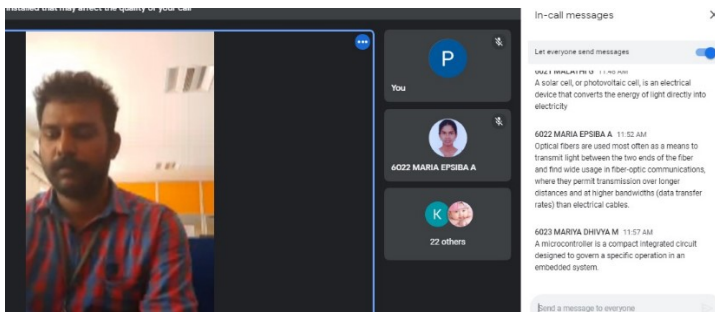 installed that may affect the quality of your call
P
You
6022 MARIA EPSIBA A
K
22 others
In-call messages
Let everyone send messages
6021 MALATHI G 11:48 AM
A solar cell, or photovoltaic cell, is an electrical
device that converts the energy of light directly into
electricity
6022 MARIA EPSIBA A 11:52 AM
Optical fibers are used most often as a means to
transmit light between the two ends of the fiber
and find wide usage in fiber-optic communications,
where they permit transmission over longer
distances and at higher bandwidths (data transfer
rates) than electrical cables.
6023 MARIYA DHIVYA M 11:57 AM
A microcontroller is a compact integrated circuit
designed to govern a specific operation in an
embedded system.
Send a message to everyone